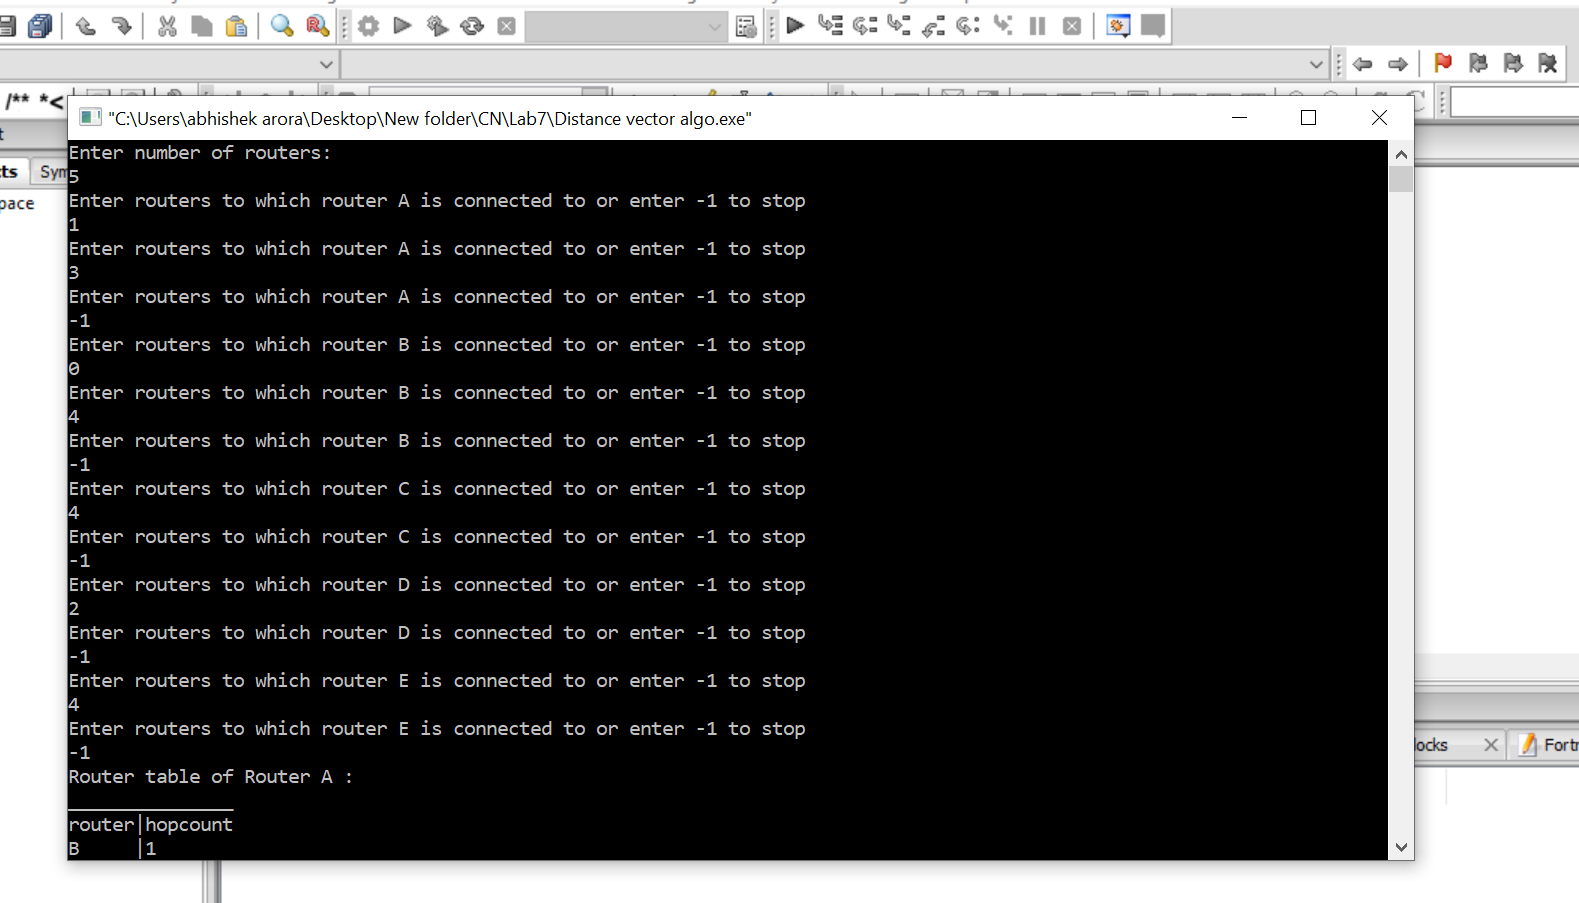 /** *<
t
ts Sym
pace
"C:\Users\abhishek arora\Desktop\New folder\CN\Lab7\Distance vector algo.exe"
Enter number of routers:
5
Enter routers to which router A is connected to or enter -1 to stop
1
Enter routers to which router A is connected to or enter -1 to stop
3
Enter routers to which router A is connected to or enter -1 to stop
-1
Enter routers to which router B is connected to or enter -1 to stop
0
Enter routers to which router B is connected to or enter -1 to stop
4
Enter routers to which router B is connected to or enter -1 to stop
-1
Enter routers to which router C is connected to or enter -1 to stop
4
Enter routers to which router C is connected to or enter -1 to stop
-1
Enter routers to which router D is connected to or enter -1 to stop
2
Enter routers to which router D is connected to or enter -1 to stop
-1
Enter routers to which router E is connected to or enter -1 to stop
4
Enter routers to which router E is connected to or enter -1 to stop
-1
Router table of Router A :
_______________
router|hopcount
B     |1
locks
Fortr